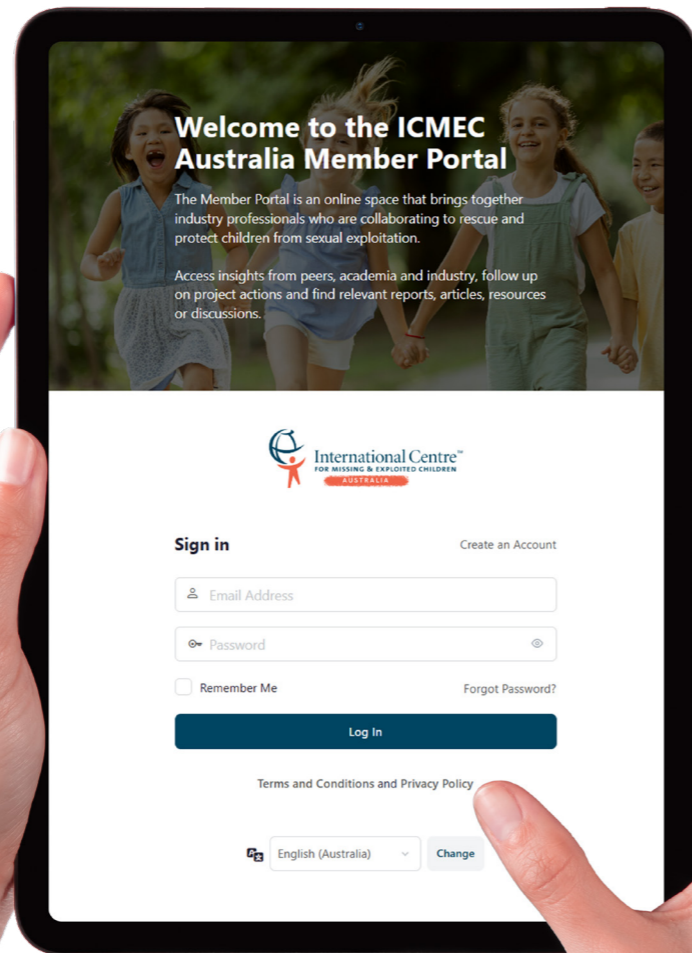 Welcome to the ICMEC
Australia Member Portal
The Member Portal is an online space that brings together
industry professionals who are collaborating to rescue and
protect children from sexual exploitation.
Access insights from peers, academia and industry, follow up
on project actions and find relevant reports, articles, resources
or discussions.
International Centre™
FOR MISSING & EXPLOITED CHILDREN
AUSTRALIA
Sign in
Create an Account
Email Address
Password
Remember Me
Forgot Password?
Log In
Terms and Conditions and Privacy Policy
English (Australia)
Change